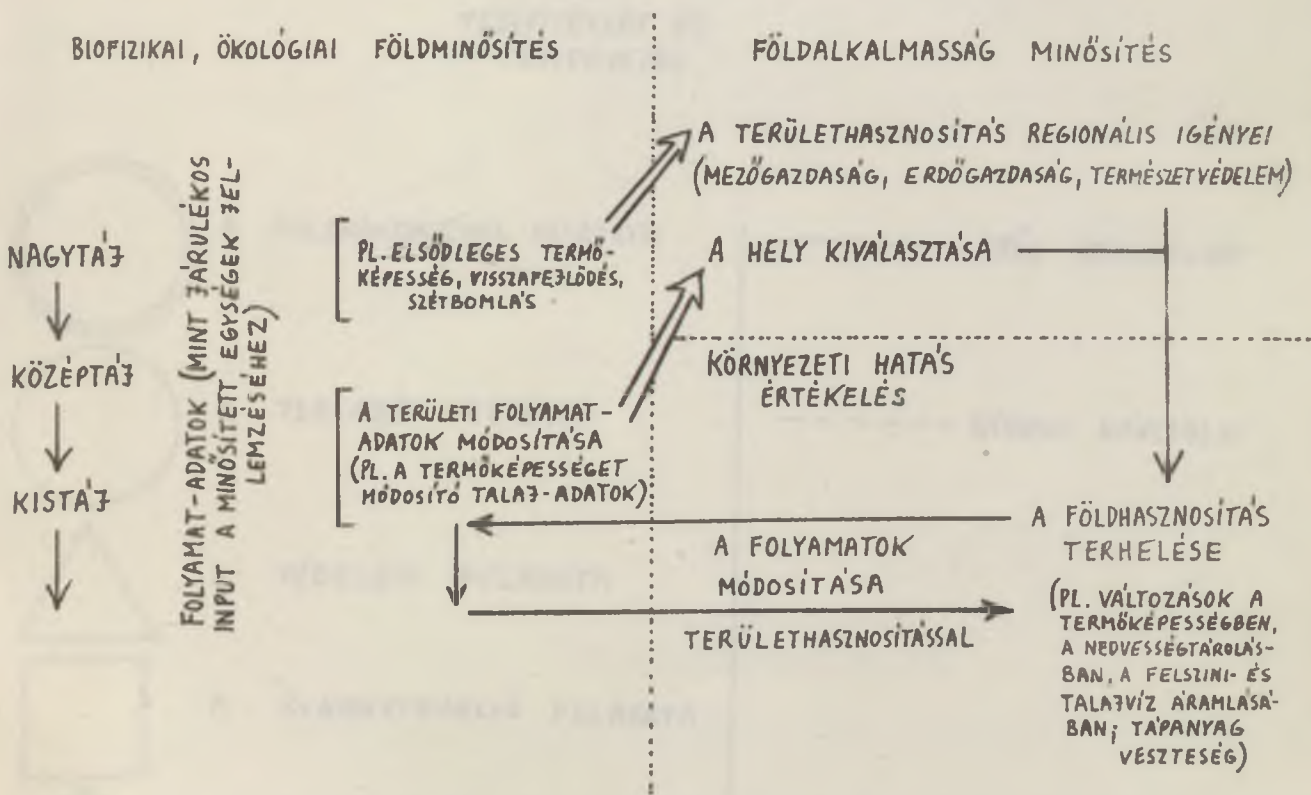 BIOFIZIKAI, ÖKOLÓGIAI FÖLDMINŐSÍTÉS
FÖLDALKALMASSÁG MINŐSÍTÉS
NAGYTÁJ
KÖZÉPTÁJ
KISTÁJ
FOLYAMAT-ADATOK (MINT JÁRULÉKOS
INPUT A MINŐSÍTETT EGYSÉGEK JEL-
LEMZÉSÉHEZ)
PL. ELSŐDLEGES TERMŐ-
KÉPESSÉG, VISSZAFEJLŐDÉS,
SZÉTBOMLÁS
A TERÜLETI FOLYAMAT-
ADATOK MÓDOSÍTÁSA
(PL. A TERMŐKÉPESSÉGET
MÓDOSÍTÓ TALAJ-ADATOK)
A TERÜLETHASZNOSÍTÁS REGIONÁLIS IGÉNYEI
(MEZŐGAZDASÁG, ERDŐGAZDASÁG, TERMÉSZETVÉDELEM)
A HELY KIVÁLASZTÁSA
KÖRNYEZETI HATÁS
ÉRTÉKELÉS
A FOLYAMATOK
MÓDOSÍTÁSA
TERÜLETHASZNOSÍTÁSSAL
A FÖLDHASZNOSÍTÁS
TERHELÉSE
(PL. VÁLTOZÁSOK A
TERMŐKÉPESSÉGBEN,
A NEDVESSÉGTÁROLÁS-
BAN, A FELSZINI- ÉS
TALAJVÍZ ÁRAMLÁSÁ-
BAN; TÁPANYAG
VESZTESÉG)